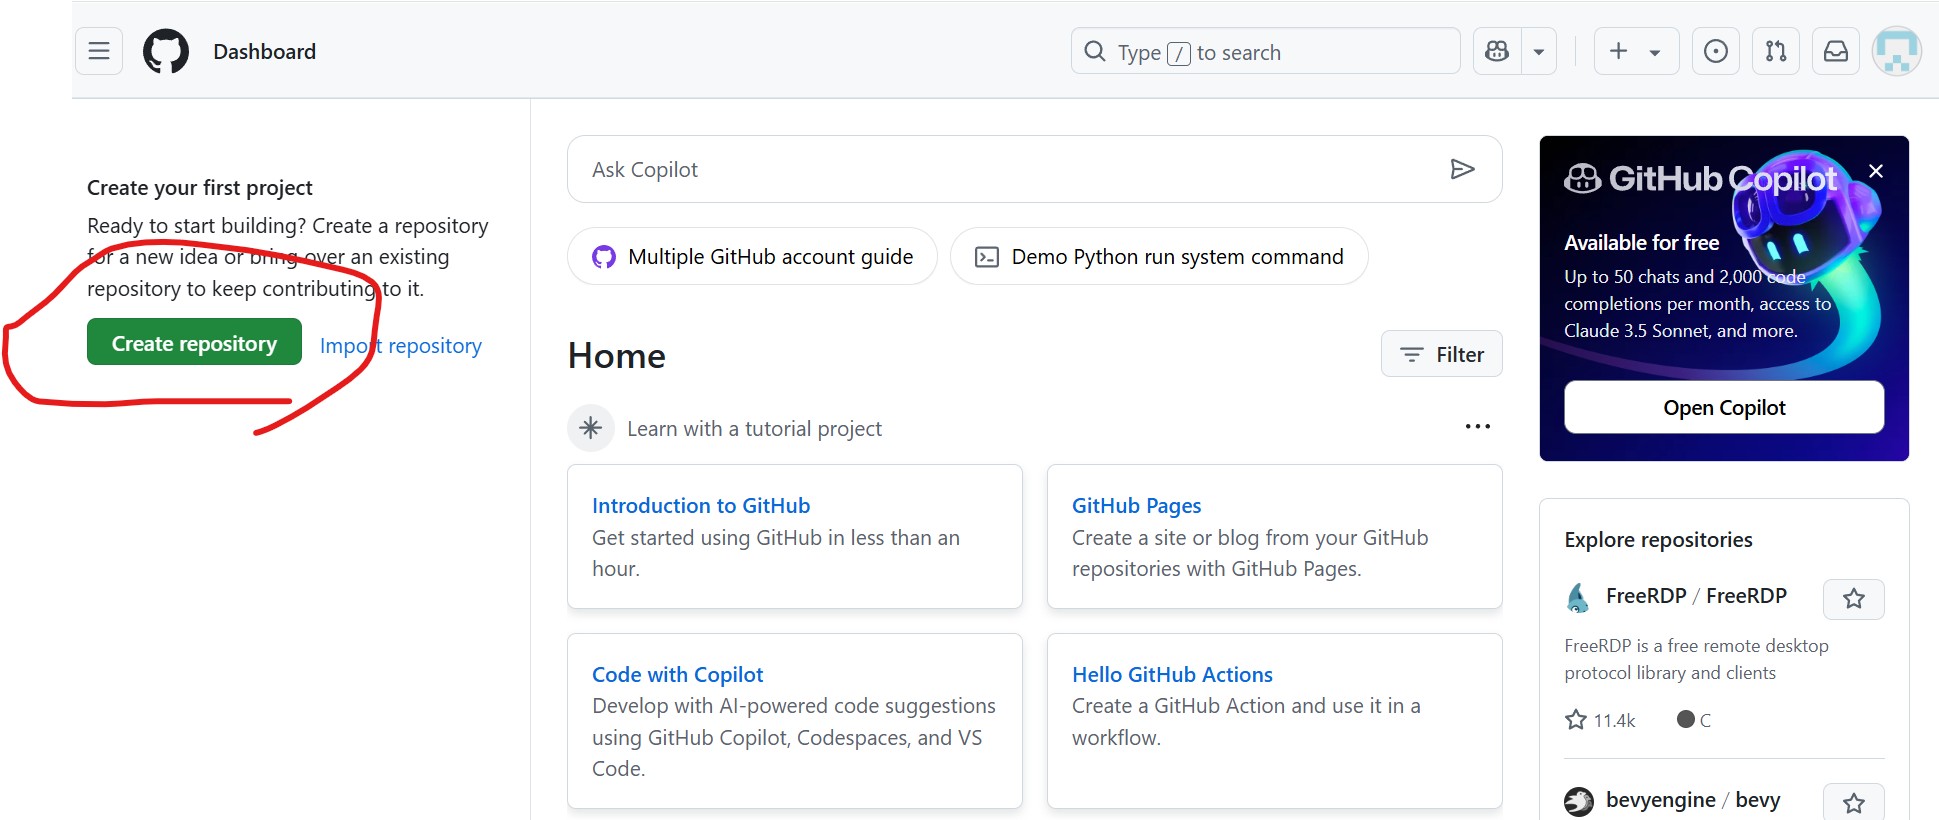 Dashboard
Type / to search
Create your first project
Ready to start building? Create a repository
for a new idea or bring over an existing
repository to keep contributing to it.
Create repository
Import repository
Ask Copilot
Multiple GitHub account guide
Demo Python run system command
Home
Filter
Learn with a tutorial project
Introduction to GitHub
Get started using GitHub in less than an
hour.
GitHub Pages
Create a site or blog from your GitHub
repositories with GitHub Pages.
Code with Copilot
Develop with AI-powered code suggestions
using GitHub Copilot, Codespaces, and VS
Code.
Hello GitHub Actions
Create a GitHub Action and use it in a
workflow.
GitHub Copilot
Available for free
Up to 50 chats and 2,000 code
completions per month, access to
Claude 3.5 Sonnet, and more.
Open Copilot
Explore repositories
FreeRDP / FreeRDP
FreeRDP is a free remote desktop
protocol library and clients
11.4k
C
bevyengine / bevy